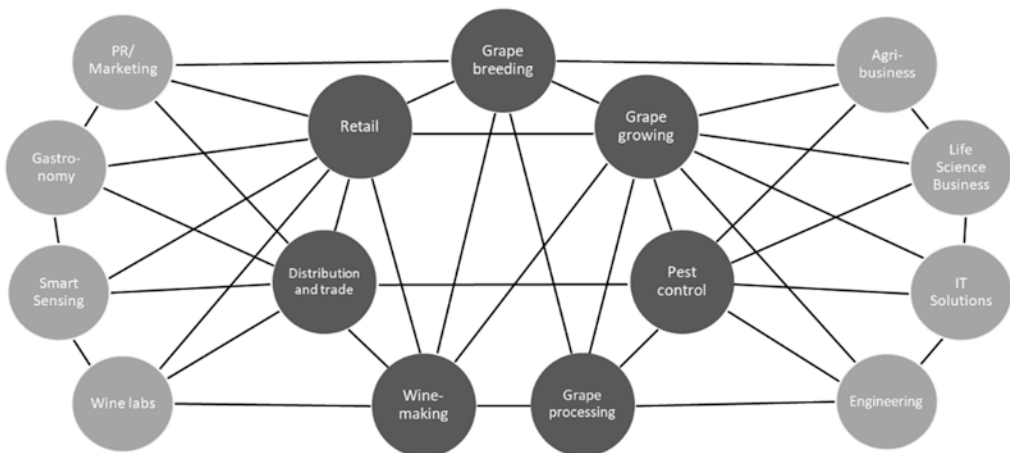 PR/
Marketing
Grape
breeding
Agri-
business
Retail
Grape
growing
Gastro-
nomy
Life
Science
Business
Smart
Sensing
Distribution
and trade
Pest
control
IT
Solutions
Wine labs
Wine-
making
Grape
processing
Engineering